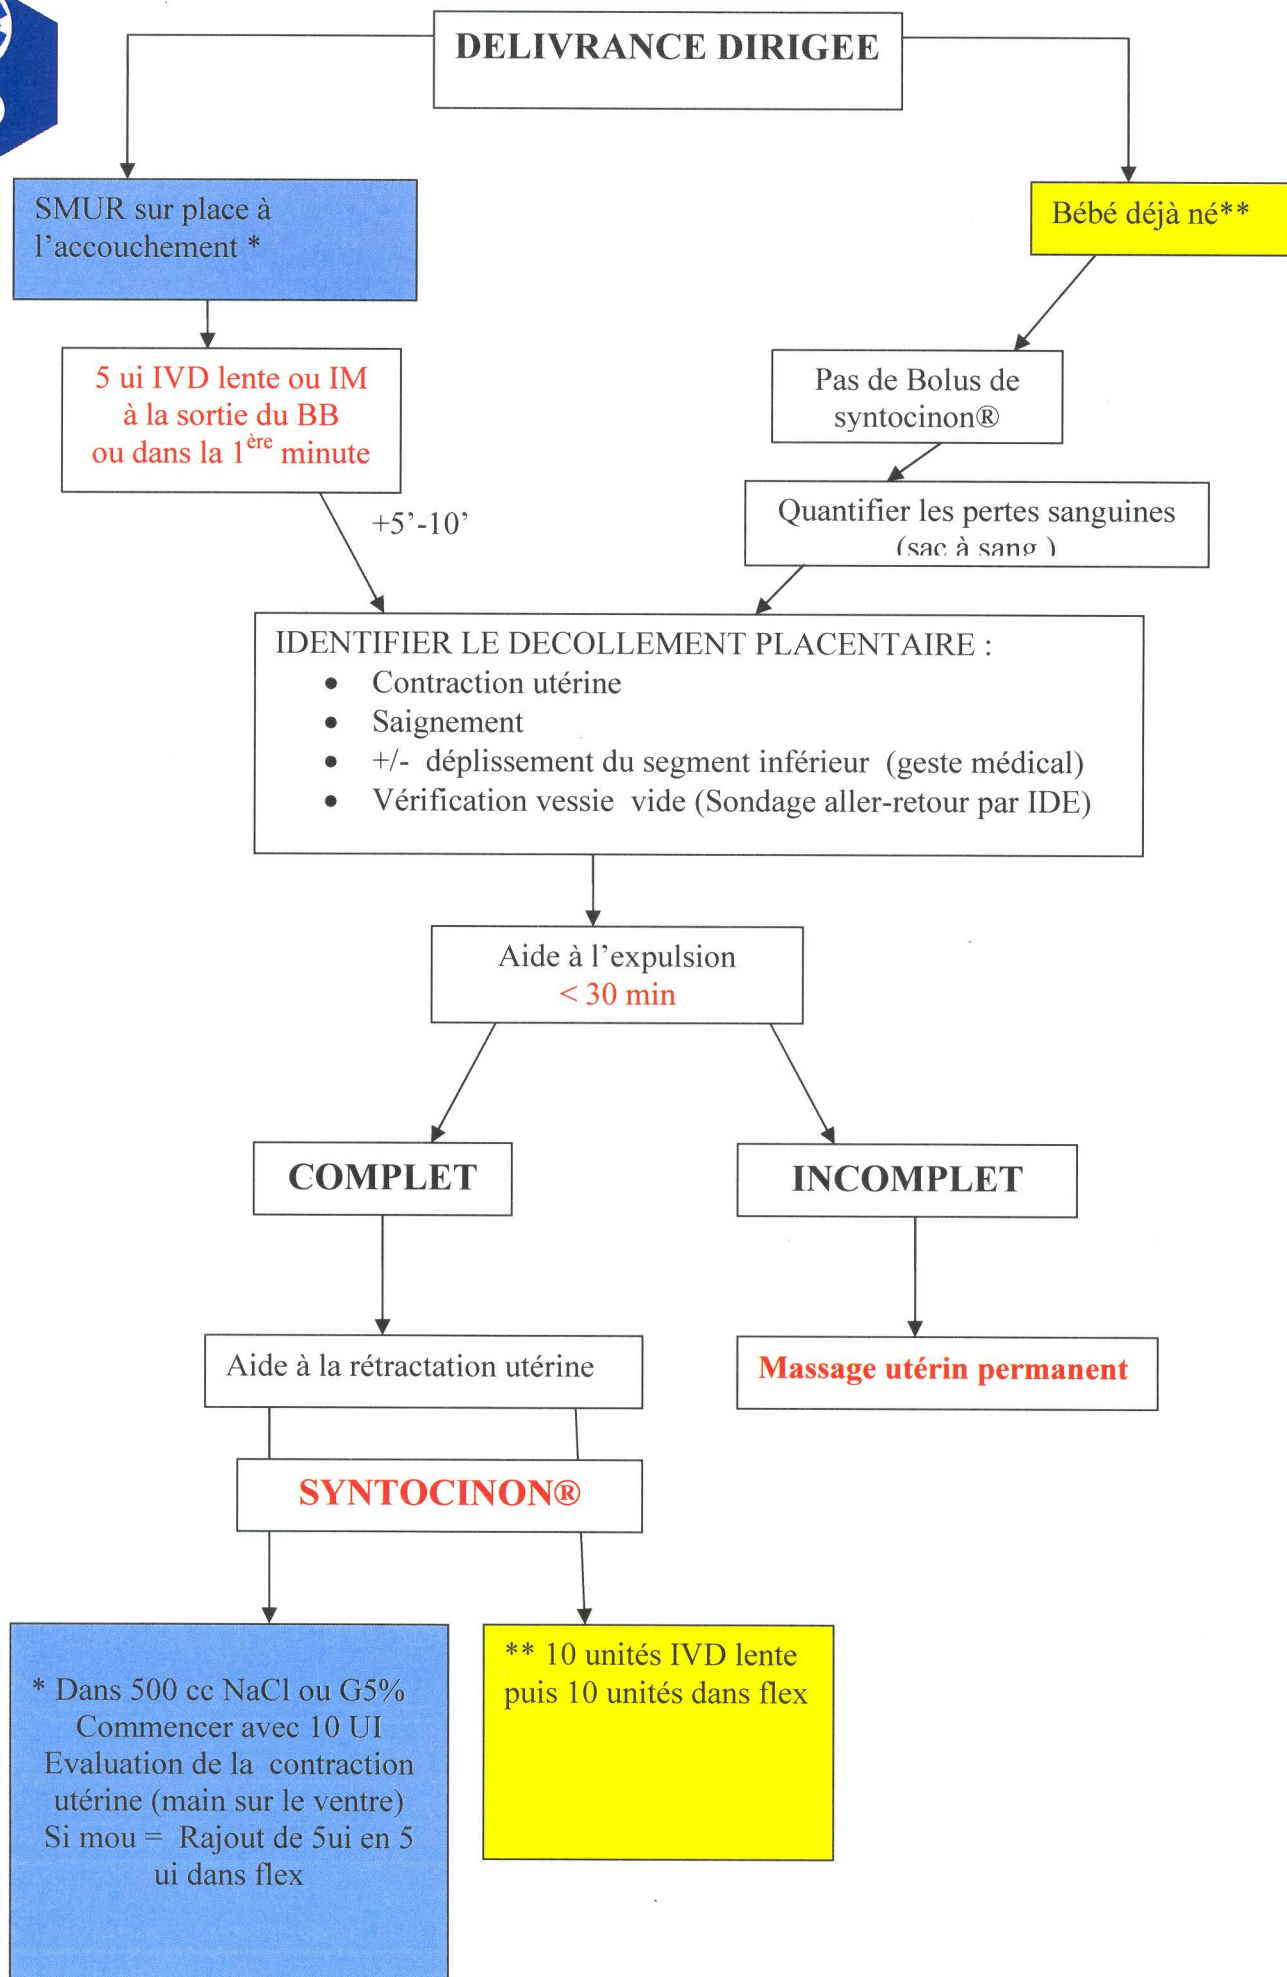 DELIVRANCE DIRIGEE
SMUR sur place à
l'accouchement *
Bébé déjà né**
5 ui IVD lente ou IM
à la sortie du BB
ou dans la 1ère minute
Pas de Bolus de
syntocinon®
+5'-10'
Quantifier les pertes sanguines
(sac à sang )
IDENTIFIER LE DECOLLEMENT PLACENTAIRE :
• Contraction utérine
• Saignement
• +/- déplissement du segment inférieur (geste médical)
• Vérification vessie vide (Sondage aller-retour par IDE)
Aide à l'expulsion
< 30 min
COMPLET
INCOMPLET
Aide à la rétractation utérine
Massage utérin permanent
SYNTOCINON®
* Dans 500 cc NaCl ou G5%
Commencer avec 10 UI
Evaluation de la contraction
utérine (main sur le ventre)
Si mou = Rajout de 5ui en 5
ui dans flex
** 10 unités IVD lente
puis 10 unités dans flex